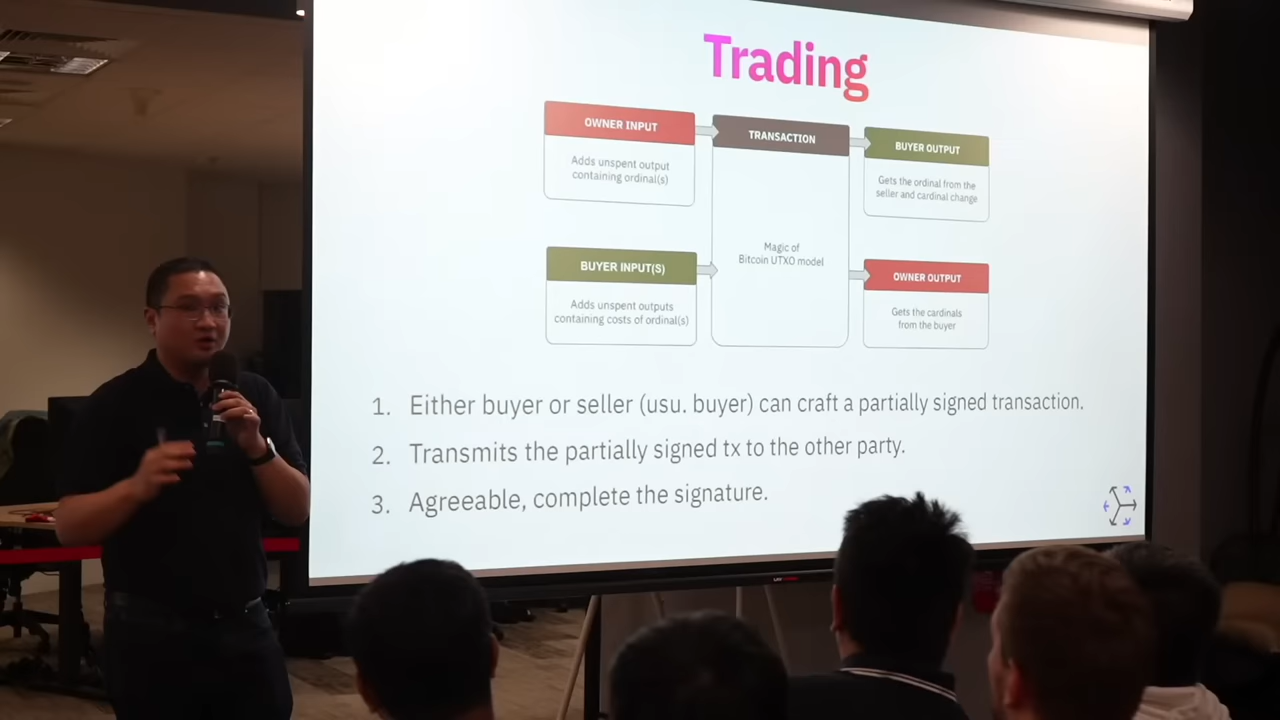 Trading
OWNER INPUT
Adds unspent output
containing ordinal(s)
TRANSACTION
Magic of
Bitcoin UTXO model
BUYER OUTPUT
Gets the ordinal from the
seller and cardinal change
BUYER INPUT(S)
Adds unspent outputs
containing costs of ordinal(s)
OWNER OUTPUT
Gets the cardinals
from the buyer
1. Either buyer or seller (usu. buyer) can craft a partially signed transaction.
2. Transmits the partially signed tx to the other party.
3. Agreeable, complete the signature.